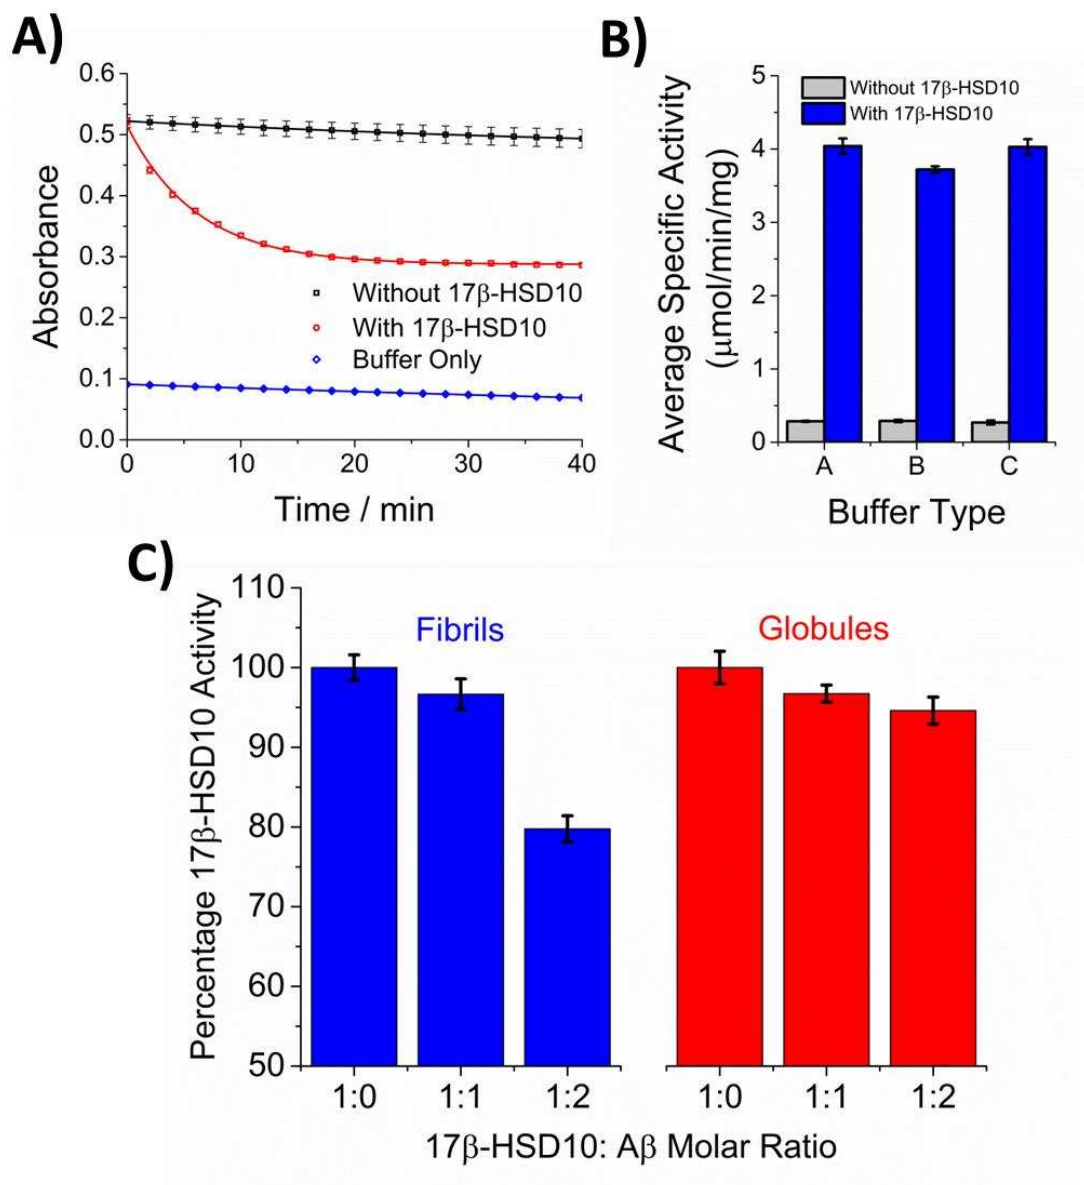 A)
0.6
0.5
0.4
0.3
0.2
0.1
0.0
Absorbance
Without 17β-HSD10
With 17β-HSD10
Buffer Only
0 10 20 30 40
Time / min
B)
5
4
3
2
1
0
Average Specific Activity
(μmol/min/mg)
Without 17β-HSD10
With 17β-HSD10
A B C
Buffer Type
C)
110
100
90
80
70
60
50
Percentage 17β-HSD10 Activity
Fibrils Globules
1:0 1:1 1:2 1:0 1:1 1:2
17β-HSD10: Aβ Molar Ratio